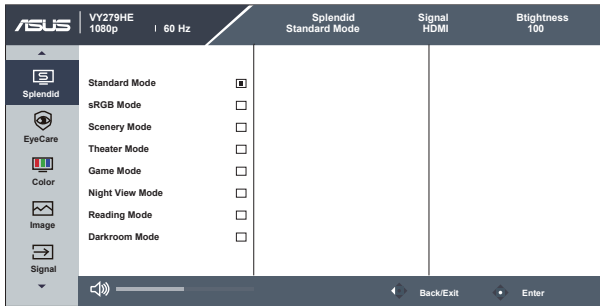 ASUS
VY279HE
1080p 60 Hz
Splendid
Standard Mode
Signal
HDMI
Btightness
100
S
Splendid
EyeCare
Color
Image
Signal
Standard Mode
sRGB Mode
Scenery Mode
Theater Mode
Game Mode
Night View Mode
Reading Mode
Darkroom Mode
Back/Exit
Enter